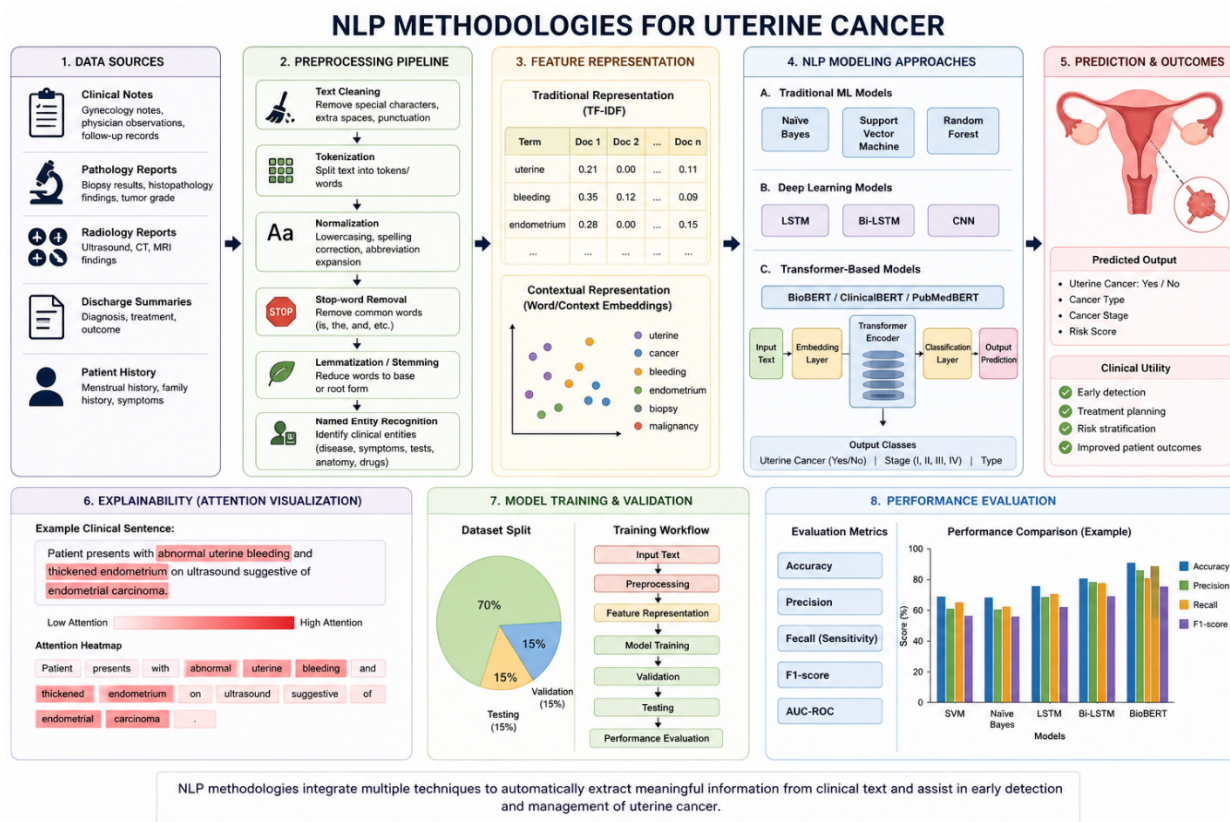 NLP METHODOLOGIES FOR UTERINE CANCER
1. DATA SOURCES
Clinical Notes
Gynecology notes,
physician observations,
follow-up records
Pathology Reports
Biopsy results, histopathology
findings, tumor grade
Radiology Reports
Ultrasound, CT, MRI
findings
Discharge Summaries
Diagnosis, treatment,
outcome
Patient History
Menstrual history, family
history, symptoms
2. PREPROCESSING PIPELINE
Text Cleaning
Remove special characters,
extra spaces, punctuation
Tokenization
Split text into tokens/
words
Aa
Normalization
Lowercasing, spelling
correction, abbreviation
expansion
STOP
Stop-word Removal
Remove common words
(is, the, and, etc.)
Lemmatization / Stemming
Reduce words to base
or root form
Named Entity Recognition
Identify clinical entities
(disease, symptoms, tests,
anatomy, drugs)
3. FEATURE REPRESENTATION
Traditional Representation
(TF-IDF)
Term Doc 1 Doc 2 ... Doc n
uterine 0.21 0.00 ... 0.11
bleeding 0.35 0.12 ... 0.09
endometrium 0.28 0.00 ... 0.15
... ... ... ...
Contextual Representation
(Word/Context Embeddings)
uterine
cancer
bleeding
endometrium
biopsy
malignancy
4. NLP MODELING APPROACHES
A. Traditional ML Models
Naïve
Bayes
Support
Vector
Machine
Random
Forest
B. Deep Learning Models
LSTM
Bi-LSTM
CNN
C. Transformer-Based Models
BioBERT / ClinicalBERT / PubMedBERT
Input
Text
Embedding
Layer
Transformer
Encoder
Classification
Layer
Output
Prediction
Output Classes
Uterine Cancer (Yes/No) | Stage (I, II, III, IV) | Type
5. PREDICTION & OUTCOMES
Predicted Output
• Uterine Cancer: Yes / No
• Cancer Type
• Cancer Stage
• Risk Score
Clinical Utility
Early detection
Treatment planning
Risk stratification
Improved patient outcomes
6. EXPLAINABILITY (ATTENTION VISUALIZATION)
Example Clinical Sentence:
Patient presents with abnormal uterine bleeding and
thickened endometrium on ultrasound suggestive of
endometrial carcinoma.
Low Attention High Attention
Attention Heatmap
Patient presents with abnormal uterine bleeding and
thickened endometrium on ultrasound suggestive of
endometrial carcinoma .
7. MODEL TRAINING & VALIDATION
Dataset Split
70%
15%
15%
Validation
(15%)
Testing
(15%)
Training Workflow
Input Text
Preprocessing
Feature Representation
Model Training
Validation
Testing
Performance Evaluation
8. PERFORMANCE EVALUATION
Evaluation Metrics
Accuracy
Precision
Fecall (Sensitivity)
F1-score
AUC-ROC
Performance Comparison (Example)
Score (%)
100
80
60
40
20
0
SVM
Naïve
Bayes
LSTM
Bi-LSTM
BioBERT
Models
Accuracy
Precision
Recall
F1-score
NLP methodologies integrate multiple techniques to automatically extract meaningful information from clinical text and assist in early detection
and management of uterine cancer.